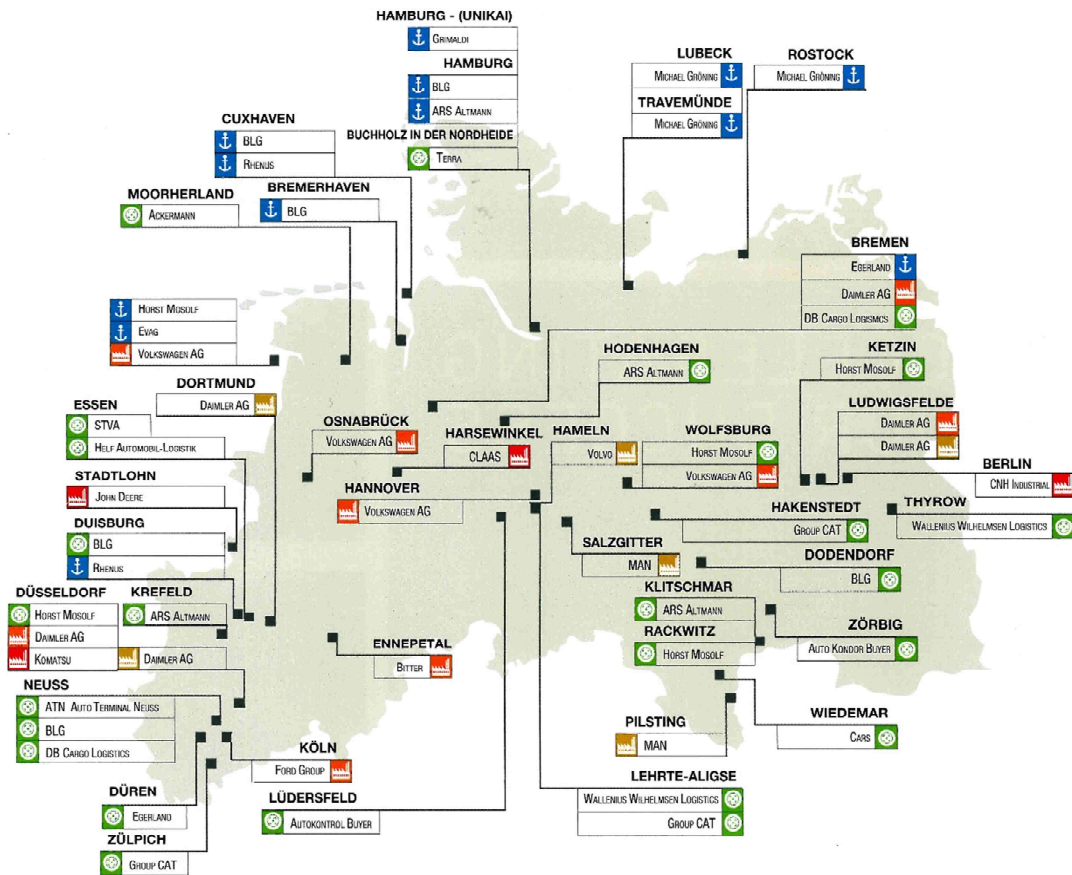 HAMBURG - (UNIKAI)
GRIMALDI
HAMBURG
BLG
ARS ALTMANN
BUCHHOLZ IN DER NORDHEIDE
TERRA
LUBECK
MICHAEL GRÖNING
TRAVEMÜNDE
MICHAEL GRÖNING
ROSTOCK
MICHAEL GRÖNING
CUXHAVEN
BLG
RHENUS
BREMERHAVEN
BLG
MOORHERLAND
ACKERMANN
BREMEN
EGERLAND
DAIMLER AG
DB CARGO LOGISMCS
HORST MOSOLF
EVAG
VOLKSWAGEN AG
HODENHAGEN
ARS ALTMANN
KETZIN
HORST MOSOLF
DORTMUND
DAIMLER AG
LUDWIGSFELDE
DAIMLER AG
DAIMLER AG
ESSEN
STVA
HELF AUTOMOBIL-LOGISTIK
OSNABRÜCK
VOLKSWAGEN AG
HARSEWINKEL
CLAAS
HAMELN
VOLVO
WOLFSBURG
HORST MOSOLF
VOLKSWAGEN AG
BERLIN
CNH INDUSTRIAL
STADTLOHN
JOHN DEERE
HANNOVER
VOLKSWAGEN AG
HAKENSTEDT
GROUP CAT
THYROW
WALLENIUS WILHELMSEN LOGISTICS
DUISBURG
BLG
RHENUS
SALZGITTER
MAN
DODENDORF
BLG
DÜSSELDORF
HORST MOSOLF
DAIMLER AG
KOMATSU
DAIMLER AG
KREFELD
ARS ALTMANN
KLITSCHMAR
ARS ALTMANN
RACKWITZ
HORST MOSOLF
ZÖRBIG
AUTO KONDOR BUYER
ENNEPETAL
BITTER
NEUSS
ATN AUTO TERMINAL NEUSS
BLG
DB CARGO LOGISTICS
PILSTING
MAN
WIEDEMAR
CARS
KÖLN
FORD GROUP
LEHRTE-ALIGSE
WALLENIUS WILHELMSEN LOGISTICS
GROUP CAT
DÜREN
EGERLAND
LÜDERSFELD
AUTOKONTROL BUYER
ZÜLPICH
GROUP CAT